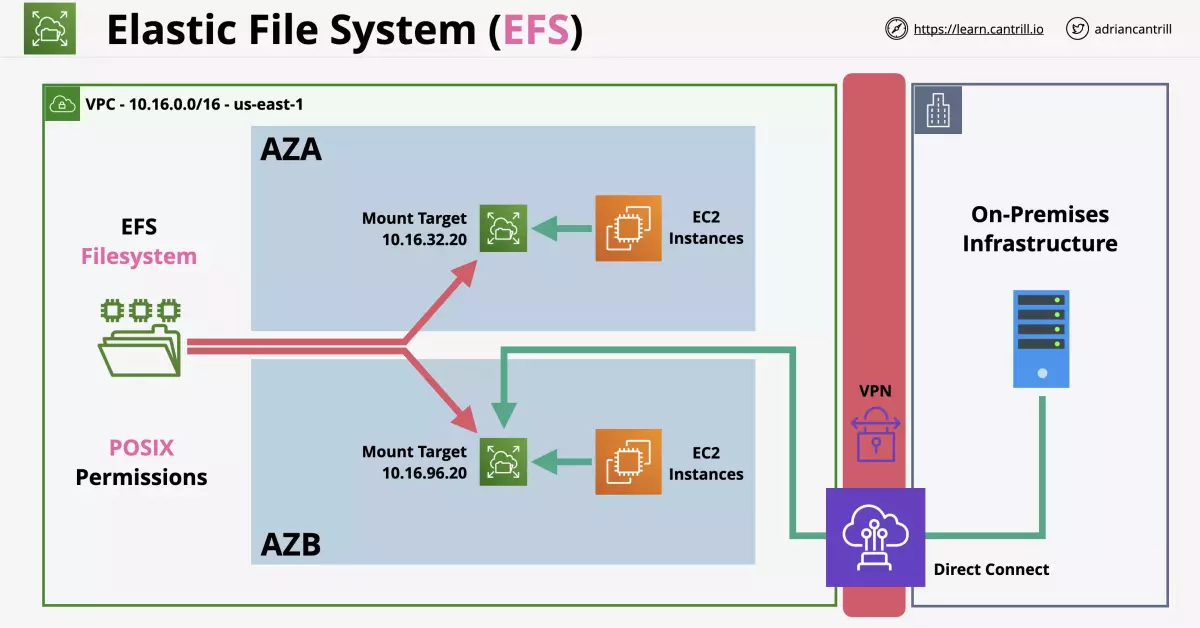 Elastic File System (EFS)
https://learn.cantrill.io
adriancantrill
VPC - 10.16.0.0/16 - us-east-1
AZA
Mount Target
10.16.32.20
EC2
Instances
EFS
Filesystem
POSIX
Permissions
Mount Target
10.16.96.20
EC2
Instances
AZB
VPN
On-Premises
Infrastructure
Direct Connect